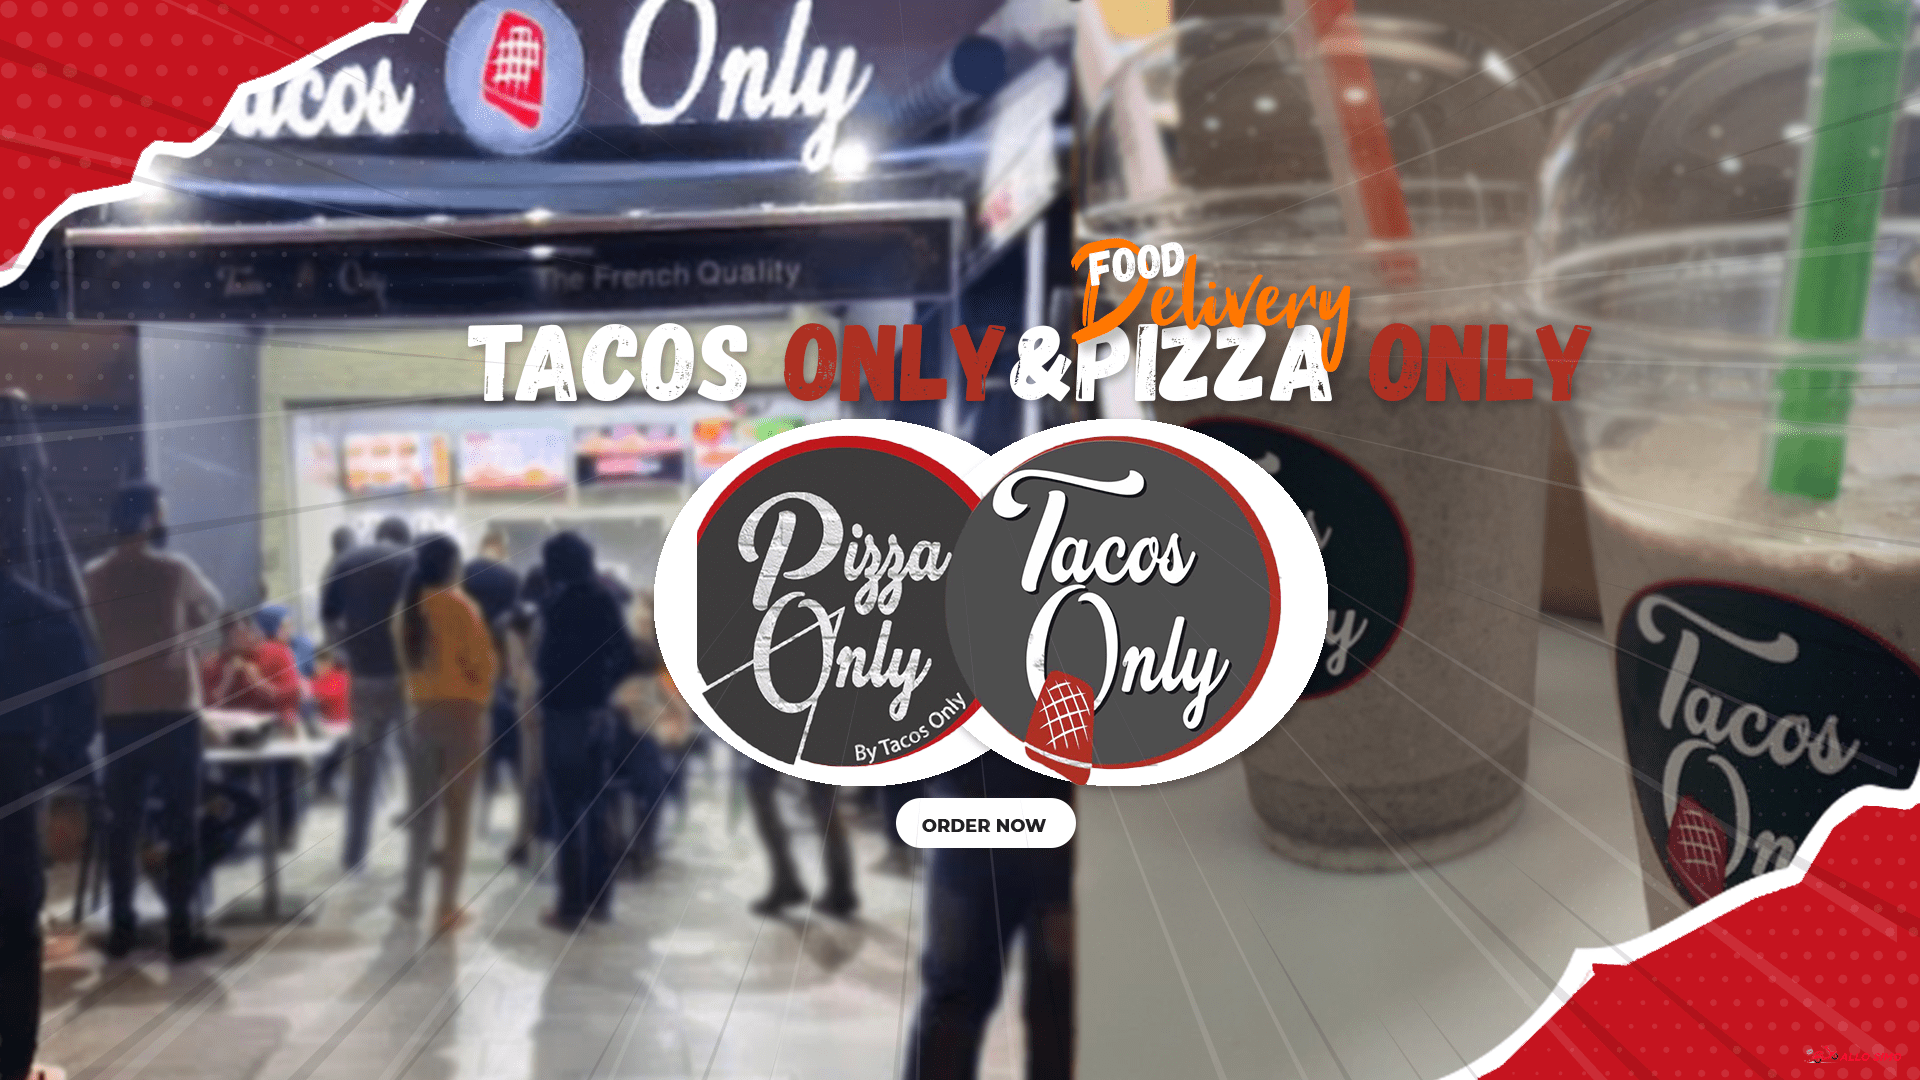 acos Only
The French Quality
FOOD
Delivery
TACOS ONLY&PIZZA ONLY
Pizza
Only
By Tacos Only
Tacos
Only
Tacos
On
ORDER NOW